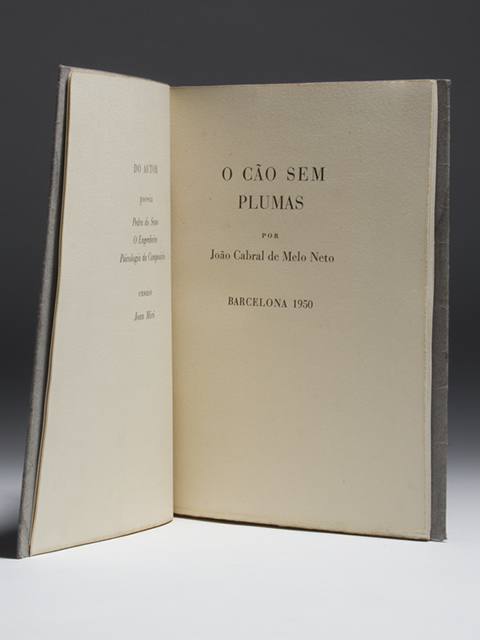 DO AUTOR
poesia
Pedra do Sono
O Engenheiro
Psicologia da Composição
ensaio
Joan Miró
O CÃO SEM
PLUMAS
POR
João Cabral de Melo Neto
BARCELONA 1950